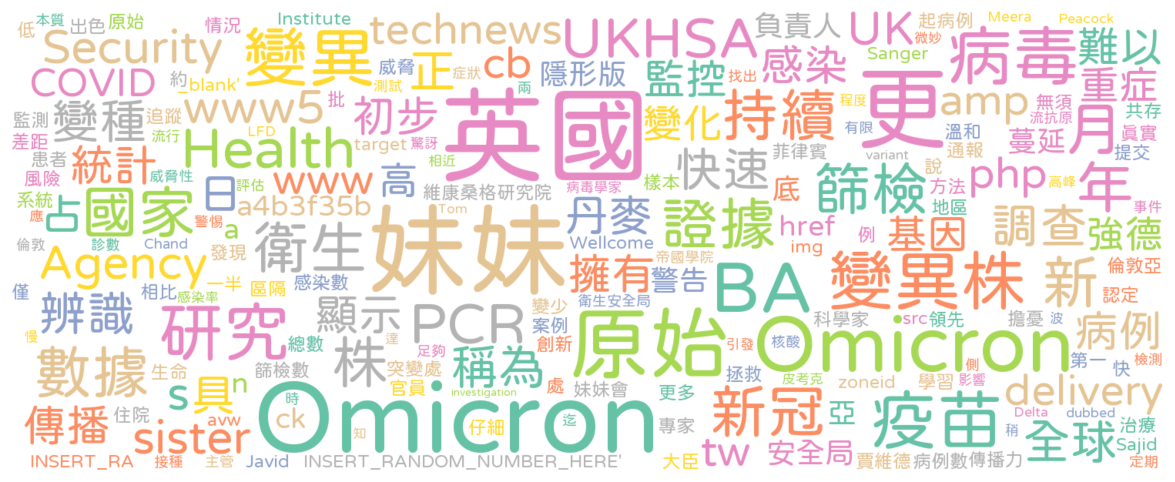 低 本質 出色 原始 情況 Institute technews UKHSA 負責人 UK 起病例 Meera Peacock
Security 變異 威脅 正 cb 隱形版 監控 感染 Sanger 微妙 病毒 難以
COVID 約 _blank' 症狀 測試 批 兩 找出 更 程度 重症
監測 變種 追蹤 www5 初步 英國 變化 持續 amp 無須 共存
差距 流行 LFD target 驚訝 有限 溫和 月 流抗原 真實
患者 統計 Health www 相近 快速 菲律賓 variant 說 通報 蔓延 提交
風險 威脅性 高 維康桑格研究院 病毒學家 樣本 底 篩檢 方法 php 高峰 年 事件
系統 占 國家 日 評估 a4b3f35b 丹麥 證據 href 地區
應 警惕 a Tom 妹妹 Wellcome img 例 基因 調查 強德
倫敦 診數 Chand 發現 衛生 帝國學院 擁有 警告 BA 變異株 新 倫敦亞
Agency 一半 區隔 感染數 衛生安全局 src 領先 認定
僅 辨識 相比 感染率 研究 顯示 PCR 變少 案例 創新 原始 科學家 擔憂 波 病例
慢 數據 生命 n 總數 株 達 足夠 稱為 引發 核酸 Omicron 第一 快 檢測
s 具 篩檢數 突變處 處 妹妹會 更多 拯救 皮考克 側 影響 delivery
傳播 住院 avw ck 時 Omicron 官員 investigation 仔細 迄 專家 新冠 亞 zoneid 學習 疫苗 Delta dubbed 治療
sister 知 稍 全球 Sajid
INSERT_RA 接種 主管 Javid INSERT_RANDOM_NUMBER_HERE' 大臣 tw 安全局 賈維德 病例數 傳播力 定期